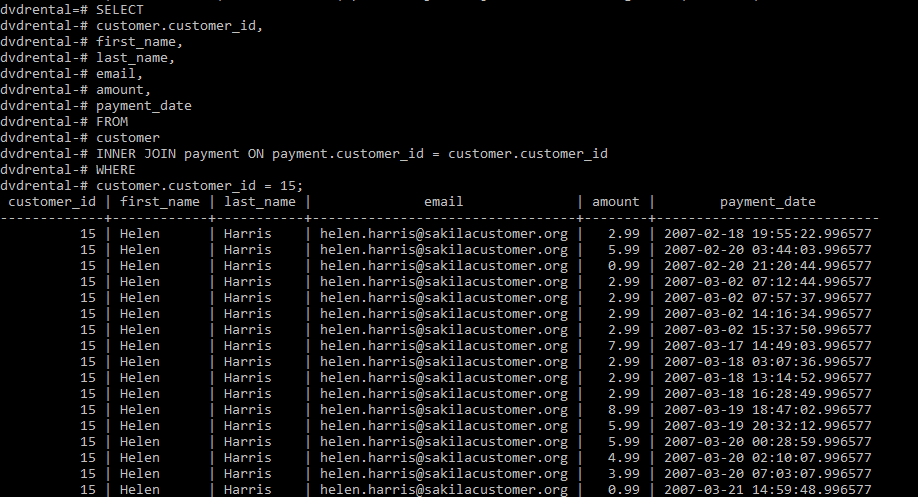 dvdrental=# SELECT
dvdrental-# customer.customer_id,
dvdrental-# first_name,
dvdrental-# last_name,
dvdrental-# email,
dvdrental-# amount,
dvdrental-# payment_date
dvdrental-# FROM
dvdrental-# customer
dvdrental-# INNER JOIN payment ON payment.customer_id = customer.customer_id
dvdrental-# WHERE
dvdrental-# customer.customer_id = 15;
 customer_id | first_name | last_name |             email              | amount |        payment_date
-------------+------------+-----------+--------------------------------+--------+----------------------------
          15 | Helen      | Harris    | helen.harris@sakilacustomer.org |   2.99 | 2007-02-18 19:55:22.996577
          15 | Helen      | Harris    | helen.harris@sakilacustomer.org |   5.99 | 2007-02-20 03:44:03.996577
          15 | Helen      | Harris    | helen.harris@sakilacustomer.org |   0.99 | 2007-02-20 21:20:44.996577
          15 | Helen      | Harris    | helen.harris@sakilacustomer.org |   2.99 | 2007-03-02 07:12:44.996577
          15 | Helen      | Harris    | helen.harris@sakilacustomer.org |   2.99 | 2007-03-02 07:57:37.996577
          15 | Helen      | Harris    | helen.harris@sakilacustomer.org |   2.99 | 2007-03-02 14:16:34.996577
          15 | Helen      | Harris    | helen.harris@sakilacustomer.org |   2.99 | 2007-03-02 15:37:50.996577
          15 | Helen      | Harris    | helen.harris@sakilacustomer.org |   7.99 | 2007-03-17 14:49:03.996577
          15 | Helen      | Harris    | helen.harris@sakilacustomer.org |   2.99 | 2007-03-18 03:07:36.996577
          15 | Helen      | Harris    | helen.harris@sakilacustomer.org |   2.99 | 2007-03-18 13:14:52.996577
          15 | Helen      | Harris    | helen.harris@sakilacustomer.org |   2.99 | 2007-03-18 16:28:49.996577
          15 | Helen      | Harris    | helen.harris@sakilacustomer.org |   8.99 | 2007-03-19 18:47:02.996577
          15 | Helen      | Harris    | helen.harris@sakilacustomer.org |   5.99 | 2007-03-19 20:32:12.996577
          15 | Helen      | Harris    | helen.harris@sakilacustomer.org |   5.99 | 2007-03-20 00:28:59.996577
          15 | Helen      | Harris    | helen.harris@sakilacustomer.org |   4.99 | 2007-03-20 02:10:07.996577
          15 | Helen      | Harris    | helen.harris@sakilacustomer.org |   3.99 | 2007-03-20 07:03:07.996577
          15 | Helen      | Harris    | helen.harris@sakilacustomer.org |   0.99 | 2007-03-21 14:59:48.996577